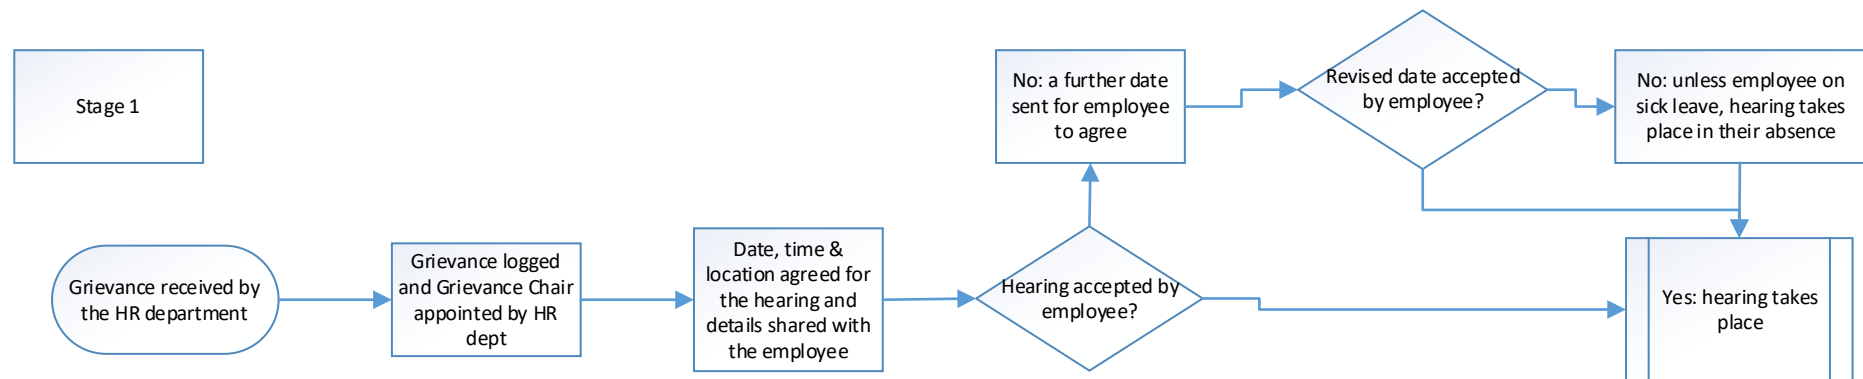 Stage 1
Grievance received by
the HR department
Grievance logged
and Grievance Chair
appointed by HR
dept
Date, time &
location agreed for
the hearing and
details shared with
the employee
Hearing accepted by
employee?
No: a further date
sent for employee
to agree
Revised date accepted
by employee?
No: unless employee on
sick leave, hearing takes
place in their absence
Yes: hearing takes
place